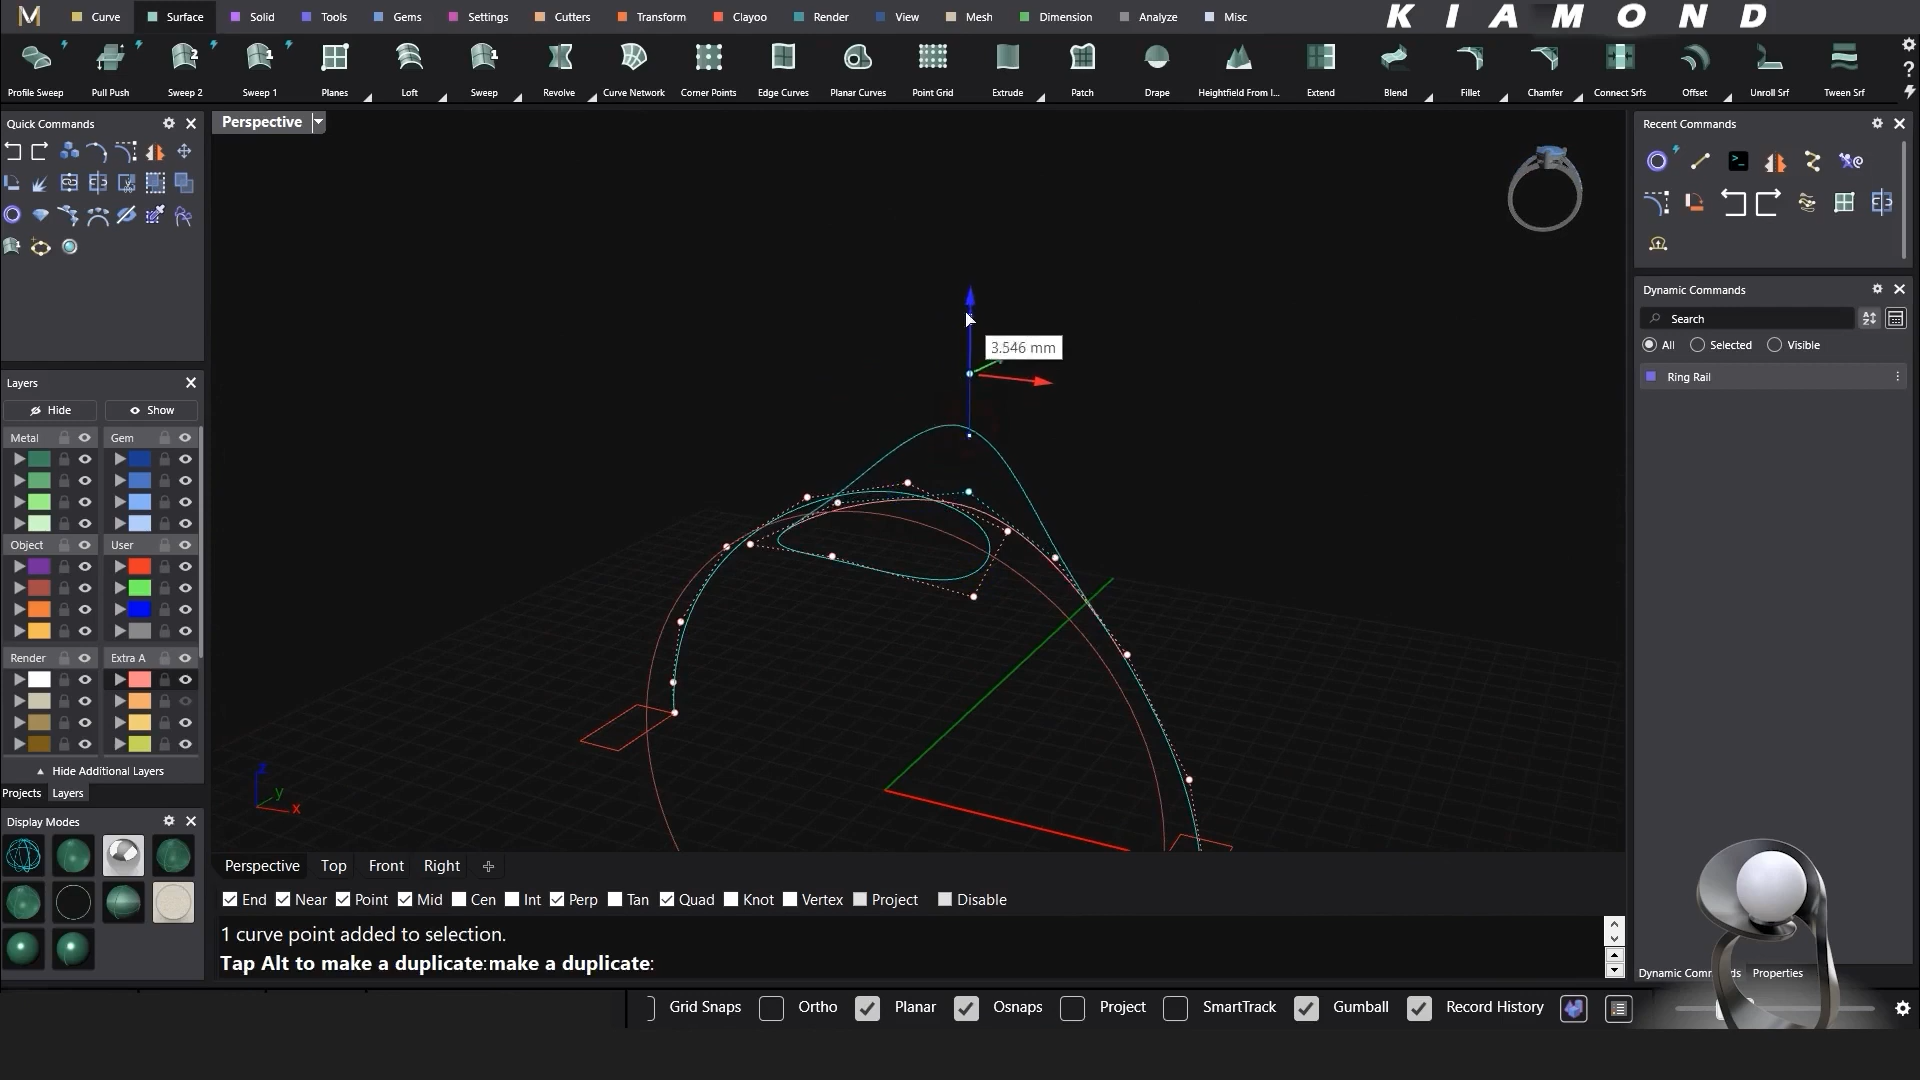 Curve Surface Solid Tools Gems Settings Cutters Transform Clayoo Render View Mesh Dimension Analyze Misc
KIAMOND
Profile Sweep Pull Push Sweep 2 Sweep 1 Planes Loft Sweep Revolve Curve Network Corner Points Edge Curves Planar Curves Point Grid Extrude Patch Drape Heightfield From I... Extend Blend Fillet Chamfer Connect Srfs Offset Unroll Srf Tween Srf
Quick Commands
Perspective
Recent Commands
Dynamic Commands
Search
All Selected Visible
Ring Rail
3.546 mm
Layers
Hide Show
Metal Gem
Object User
Render Extra A
Hide Additional Layers
Projects Layers
Display Modes
z
y
x
Perspective Top Front Right
End Near Point Mid Cen Int Perp Tan Quad Knot Vertex Project Disable
1 curve point added to selection.
Tap Alt to make a duplicate:make a duplicate:
Dynamic Comm ds Properties
Grid Snaps Ortho Planar Osnaps Project SmartTrack Gumball Record History